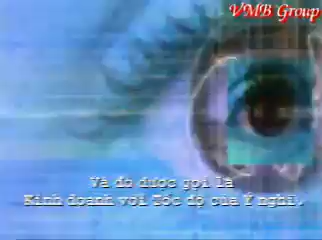 VMB Group
Và đó được gọi là
Kinh doanh với Tốc độ của Ý nghĩ.